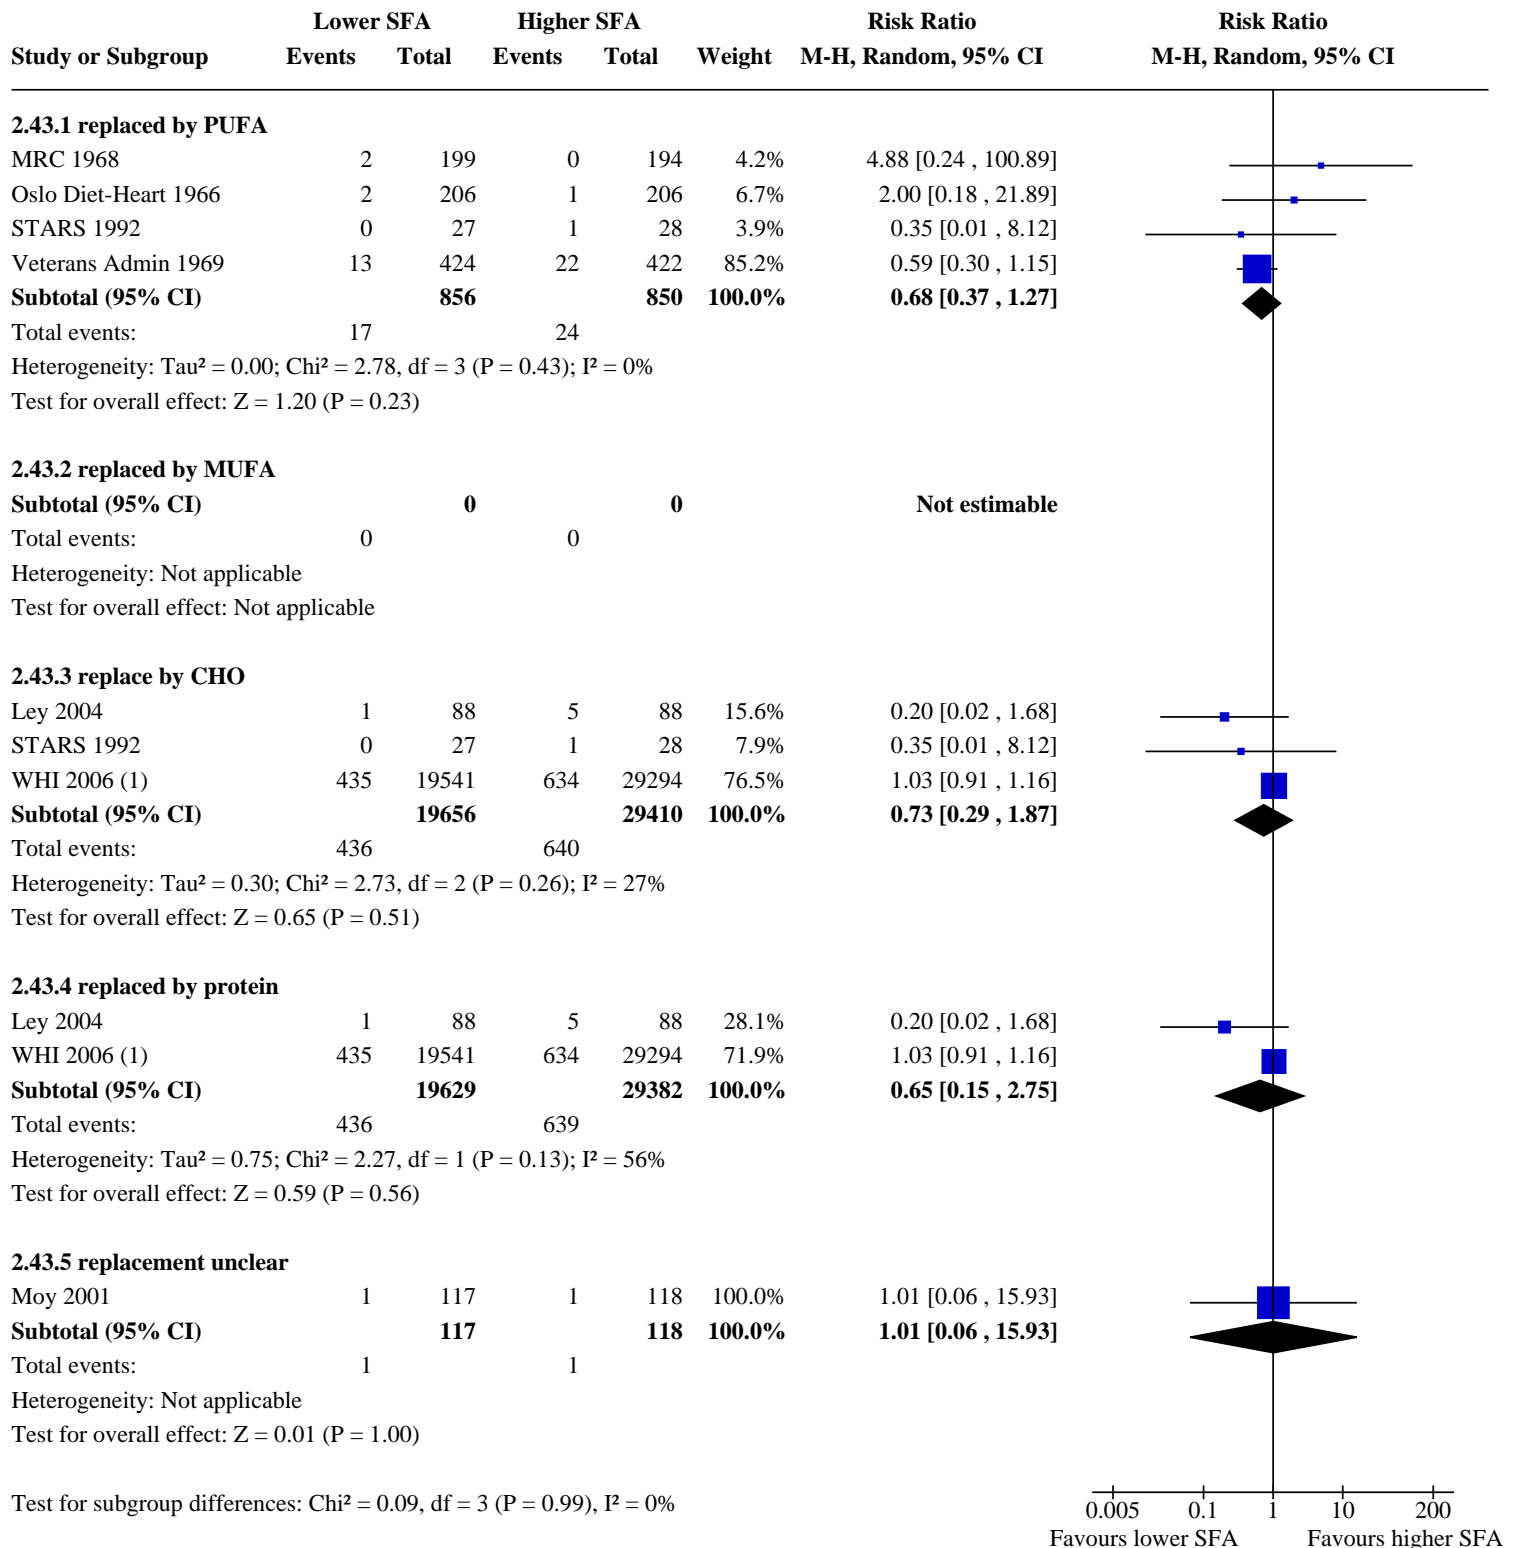 Lower SFA Higher SFA Risk Ratio Risk Ratio
Study or Subgroup Events Total Events Total Weight M-H, Random, 95% CI M-H, Random, 95% CI
2.43.1 replaced by PUFA
MRC 1968 2 199 0 194 4.2% 4.88 [0.24 , 100.89]
Oslo Diet-Heart 1966 2 206 1 206 6.7% 2.00 [0.18 , 21.89]
STARS 1992 0 27 1 28 3.9% 0.35 [0.01 , 8.12]
Veterans Admin 1969 13 424 22 422 85.2% 0.59 [0.30 , 1.15]
Subtotal (95% CI) 856 850 100.0% 0.68 [0.37 , 1.27]
Total events: 17 24
Heterogeneity: Tau² = 0.00; Chi² = 2.78, df = 3 (P = 0.43); I² = 0%
Test for overall effect: Z = 1.20 (P = 0.23)
2.43.2 replaced by MUFA
Subtotal (95% CI) 0 0 Not estimable
Total events: 0 0
Heterogeneity: Not applicable
Test for overall effect: Not applicable
2.43.3 replace by CHO
Ley 2004 1 88 5 88 15.6% 0.20 [0.02 , 1.68]
STARS 1992 0 27 1 28 7.9% 0.35 [0.01 , 8.12]
WHI 2006 (1) 435 19541 634 29294 76.5% 1.03 [0.91 , 1.16]
Subtotal (95% CI) 19656 29410 100.0% 0.73 [0.29 , 1.87]
Total events: 436 640
Heterogeneity: Tau² = 0.30; Chi² = 2.73, df = 2 (P = 0.26); I² = 27%
Test for overall effect: Z = 0.65 (P = 0.51)
2.43.4 replaced by protein
Ley 2004 1 88 5 88 28.1% 0.20 [0.02 , 1.68]
WHI 2006 (1) 435 19541 634 29294 71.9% 1.03 [0.91 , 1.16]
Subtotal (95% CI) 19629 29382 100.0% 0.65 [0.15 , 2.75]
Total events: 436 639
Heterogeneity: Tau² = 0.75; Chi² = 2.27, df = 1 (P = 0.13); I² = 56%
Test for overall effect: Z = 0.59 (P = 0.56)
2.43.5 replacement unclear
Moy 2001 1 117 1 118 100.0% 1.01 [0.06 , 15.93]
Subtotal (95% CI) 117 118 100.0% 1.01 [0.06 , 15.93]
Total events: 1 1
Heterogeneity: Not applicable
Test for overall effect: Z = 0.01 (P = 1.00)
Test for subgroup differences: Chi² = 0.09, df = 3 (P = 0.99), I² = 0%
0.005 0.1 1 10 200
Favours lower SFA Favours higher SFA